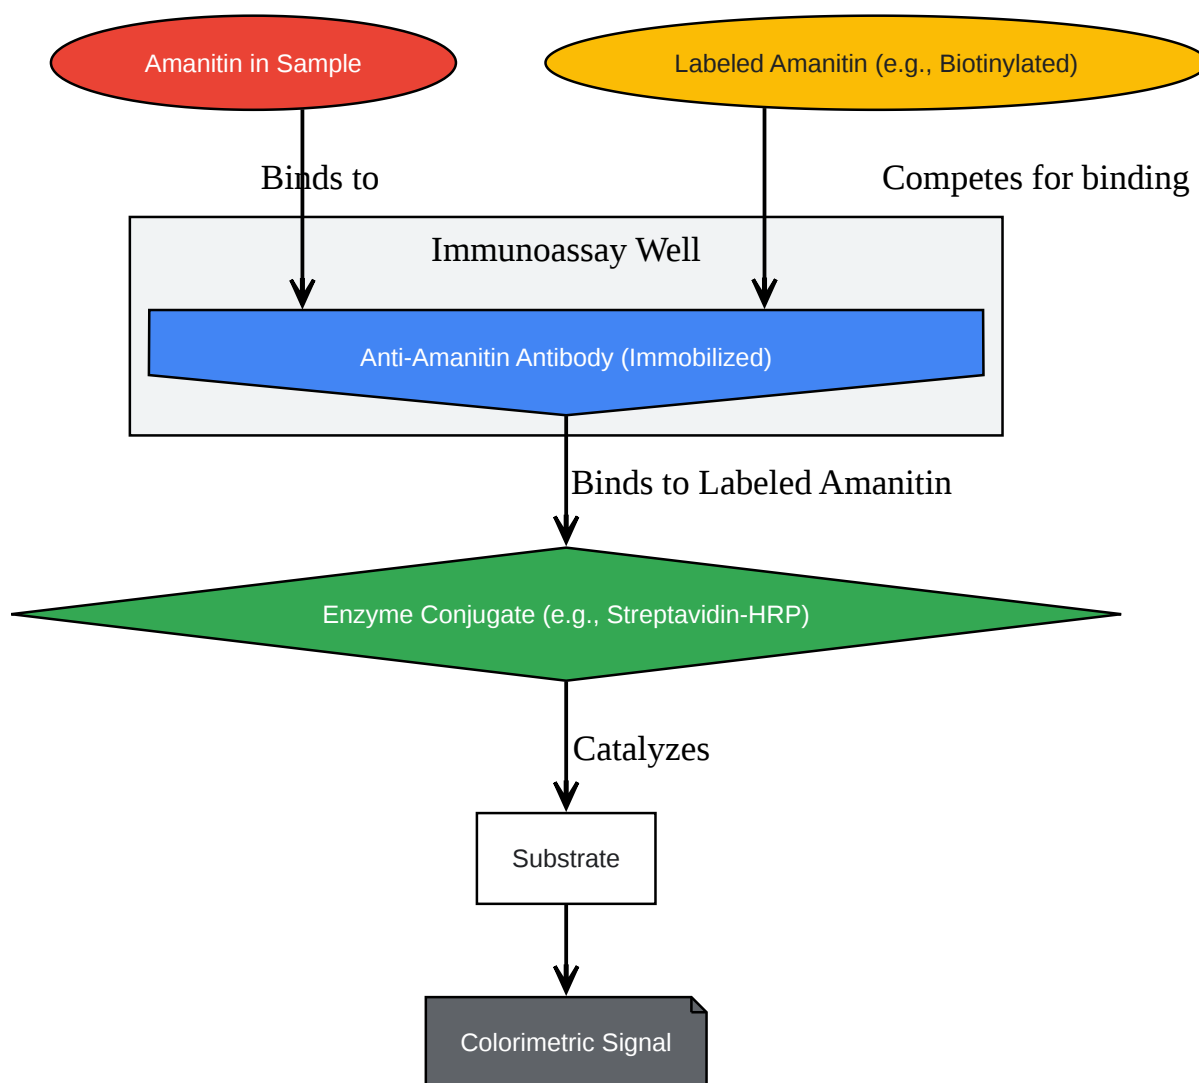 Amanitin in Sample
Labeled Amanitin (e.g., Biotinylated)
Binds to
Competes for binding
Immunoassay Well
Anti-Amanitin Antibody (Immobilized)
Binds to Labeled Amanitin
Enzyme Conjugate (e.g., Streptavidin-HRP)
Catalyzes
Substrate
Colorimetric Signal